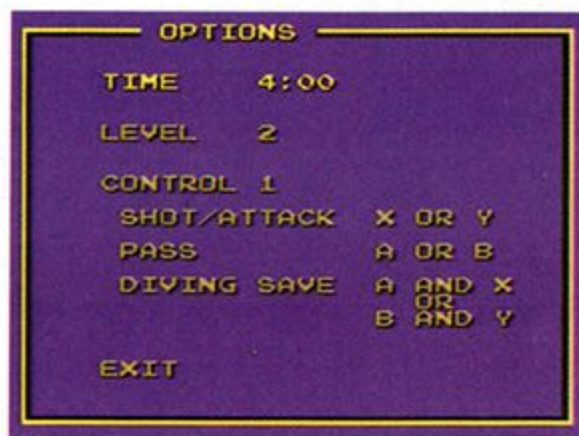 OPTIONS
TIME 4:00
LEVEL 2
CONTROL 1
SHOT/ATTACK X OR Y
PASS A OR B
DIVING SAVE A AND X
OR
B AND Y
EXIT